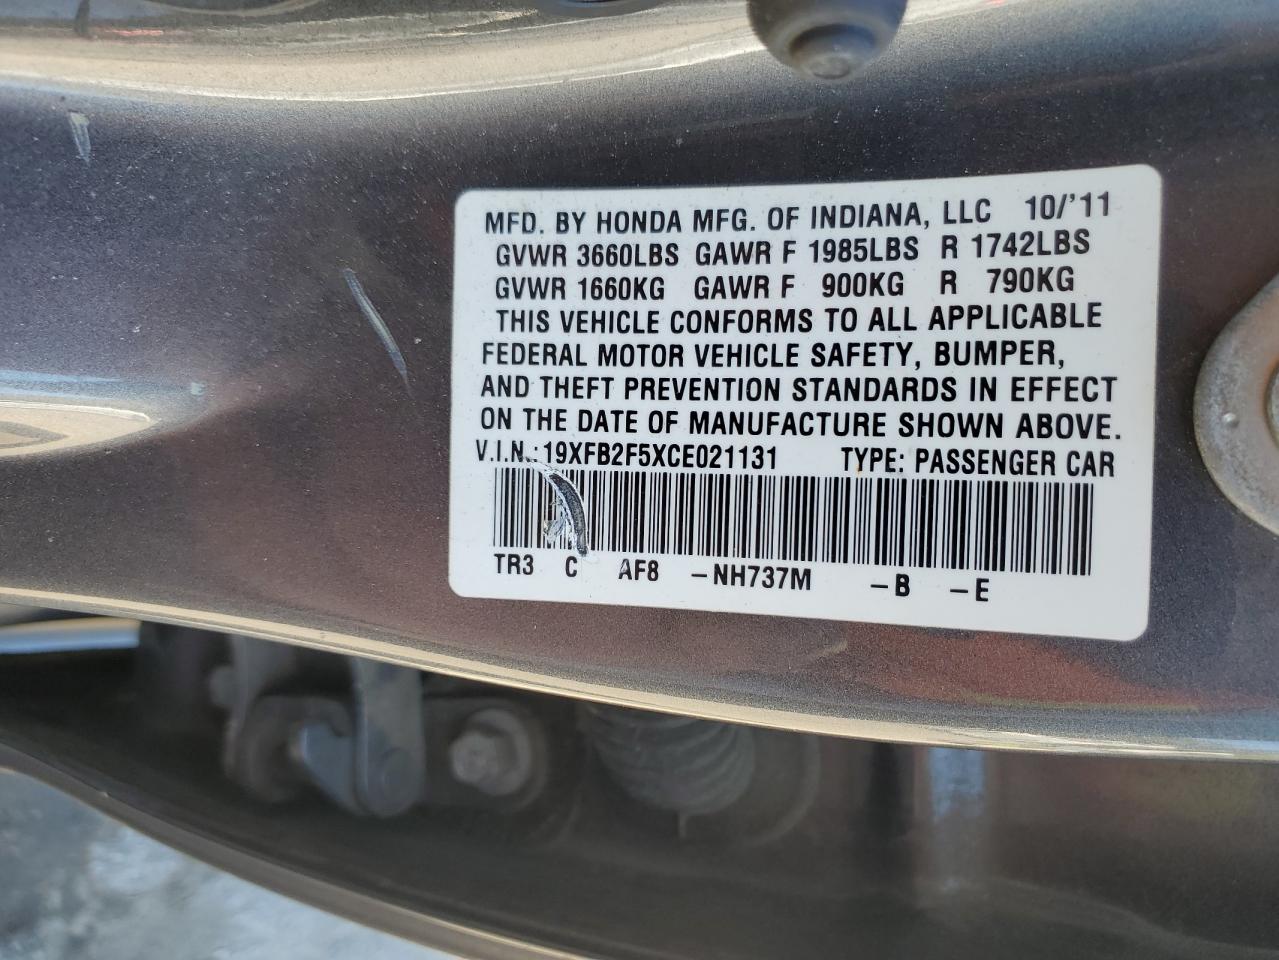 MFD. BY HONDA MFG. OF INDIANA, LLC 10/'11
GVWR 3660LBS GAWR F 1985LBS R 1742LBS
GVWR 1660KG GAWR F 900KG R 790KG
THIS VEHICLE CONFORMS TO ALL APPLICABLE
FEDERAL MOTOR VEHICLE SAFETY, BUMPER,
AND THEFT PREVENTION STANDARDS IN EFFECT
ON THE DATE OF MANUFACTURE SHOWN ABOVE.
V.I.N.: 19XFB2F5XCE021131 TYPE: PASSENGER CAR
TR3 C AF8 -NH737M -B -E